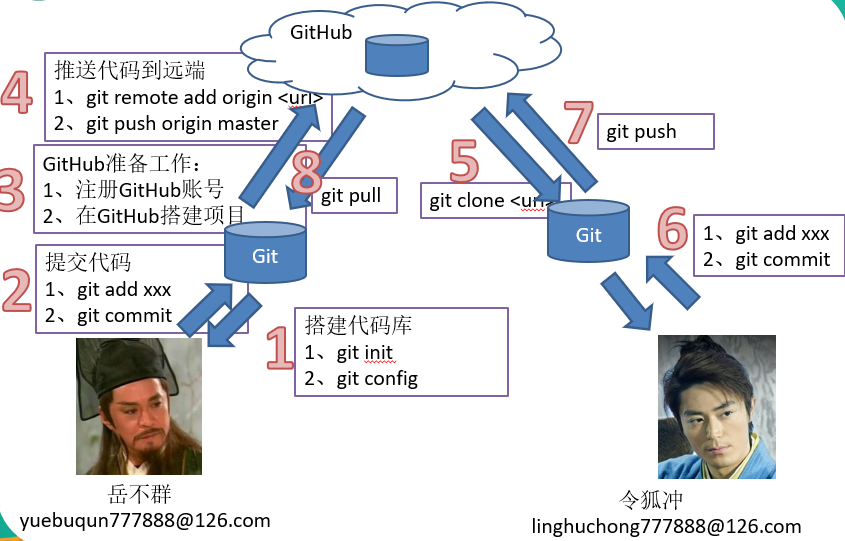 GitHub
4
推送代码到远端
1、git remote add origin <url>
2、git push origin master
3
GitHub准备工作：
1、注册GitHub账号
2、在GitHub搭建项目
2
提交代码
1、git add xxx
2、git commit
Git
1
搭建代码库
1、git init
2、git config
8
git pull
5
git clone <url>
7
git push
Git
6
1、git add xxx
2、git commit
岳不群
yuebuqun777888@126.com
令狐冲
linghuchong777888@126.com